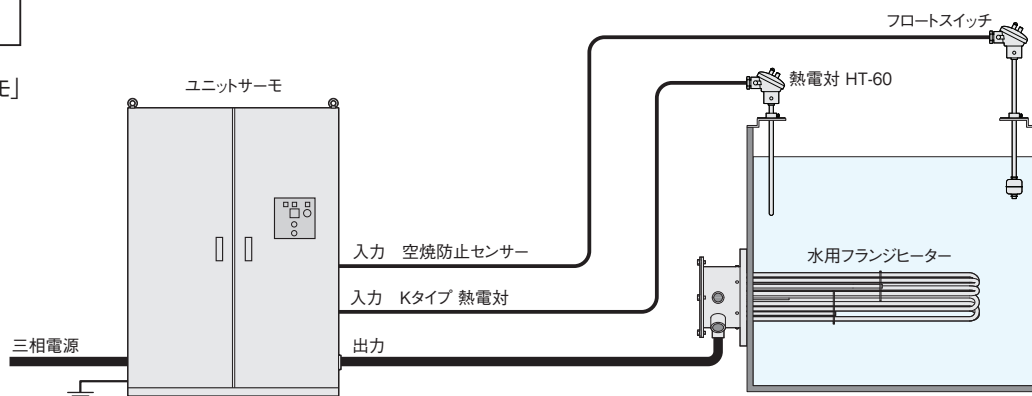 フロートスイッチ
モ」
ユニットサーモ
熱電対 HT-60
入力 空焼防止センサー
水用フランジヒーター
入力 Kタイプ 熱電対
三相電源
出力